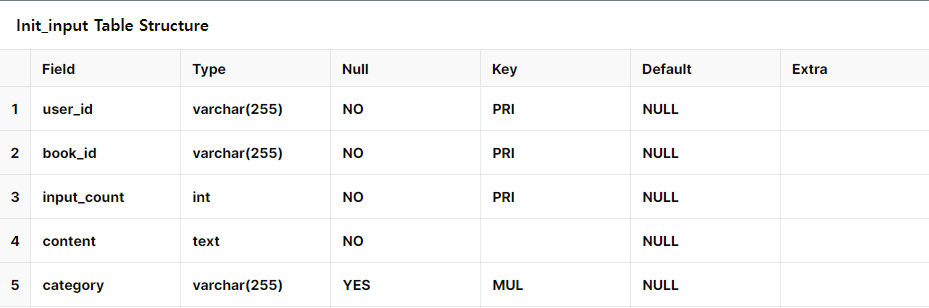 Init_input Table Structure
Field Type Null Key Default Extra
1 user_id varchar(255) NO PRI NULL
2 book_id varchar(255) NO PRI NULL
3 input_count int NO PRI NULL
4 content text NO NULL
5 category varchar(255) YES MUL NULL